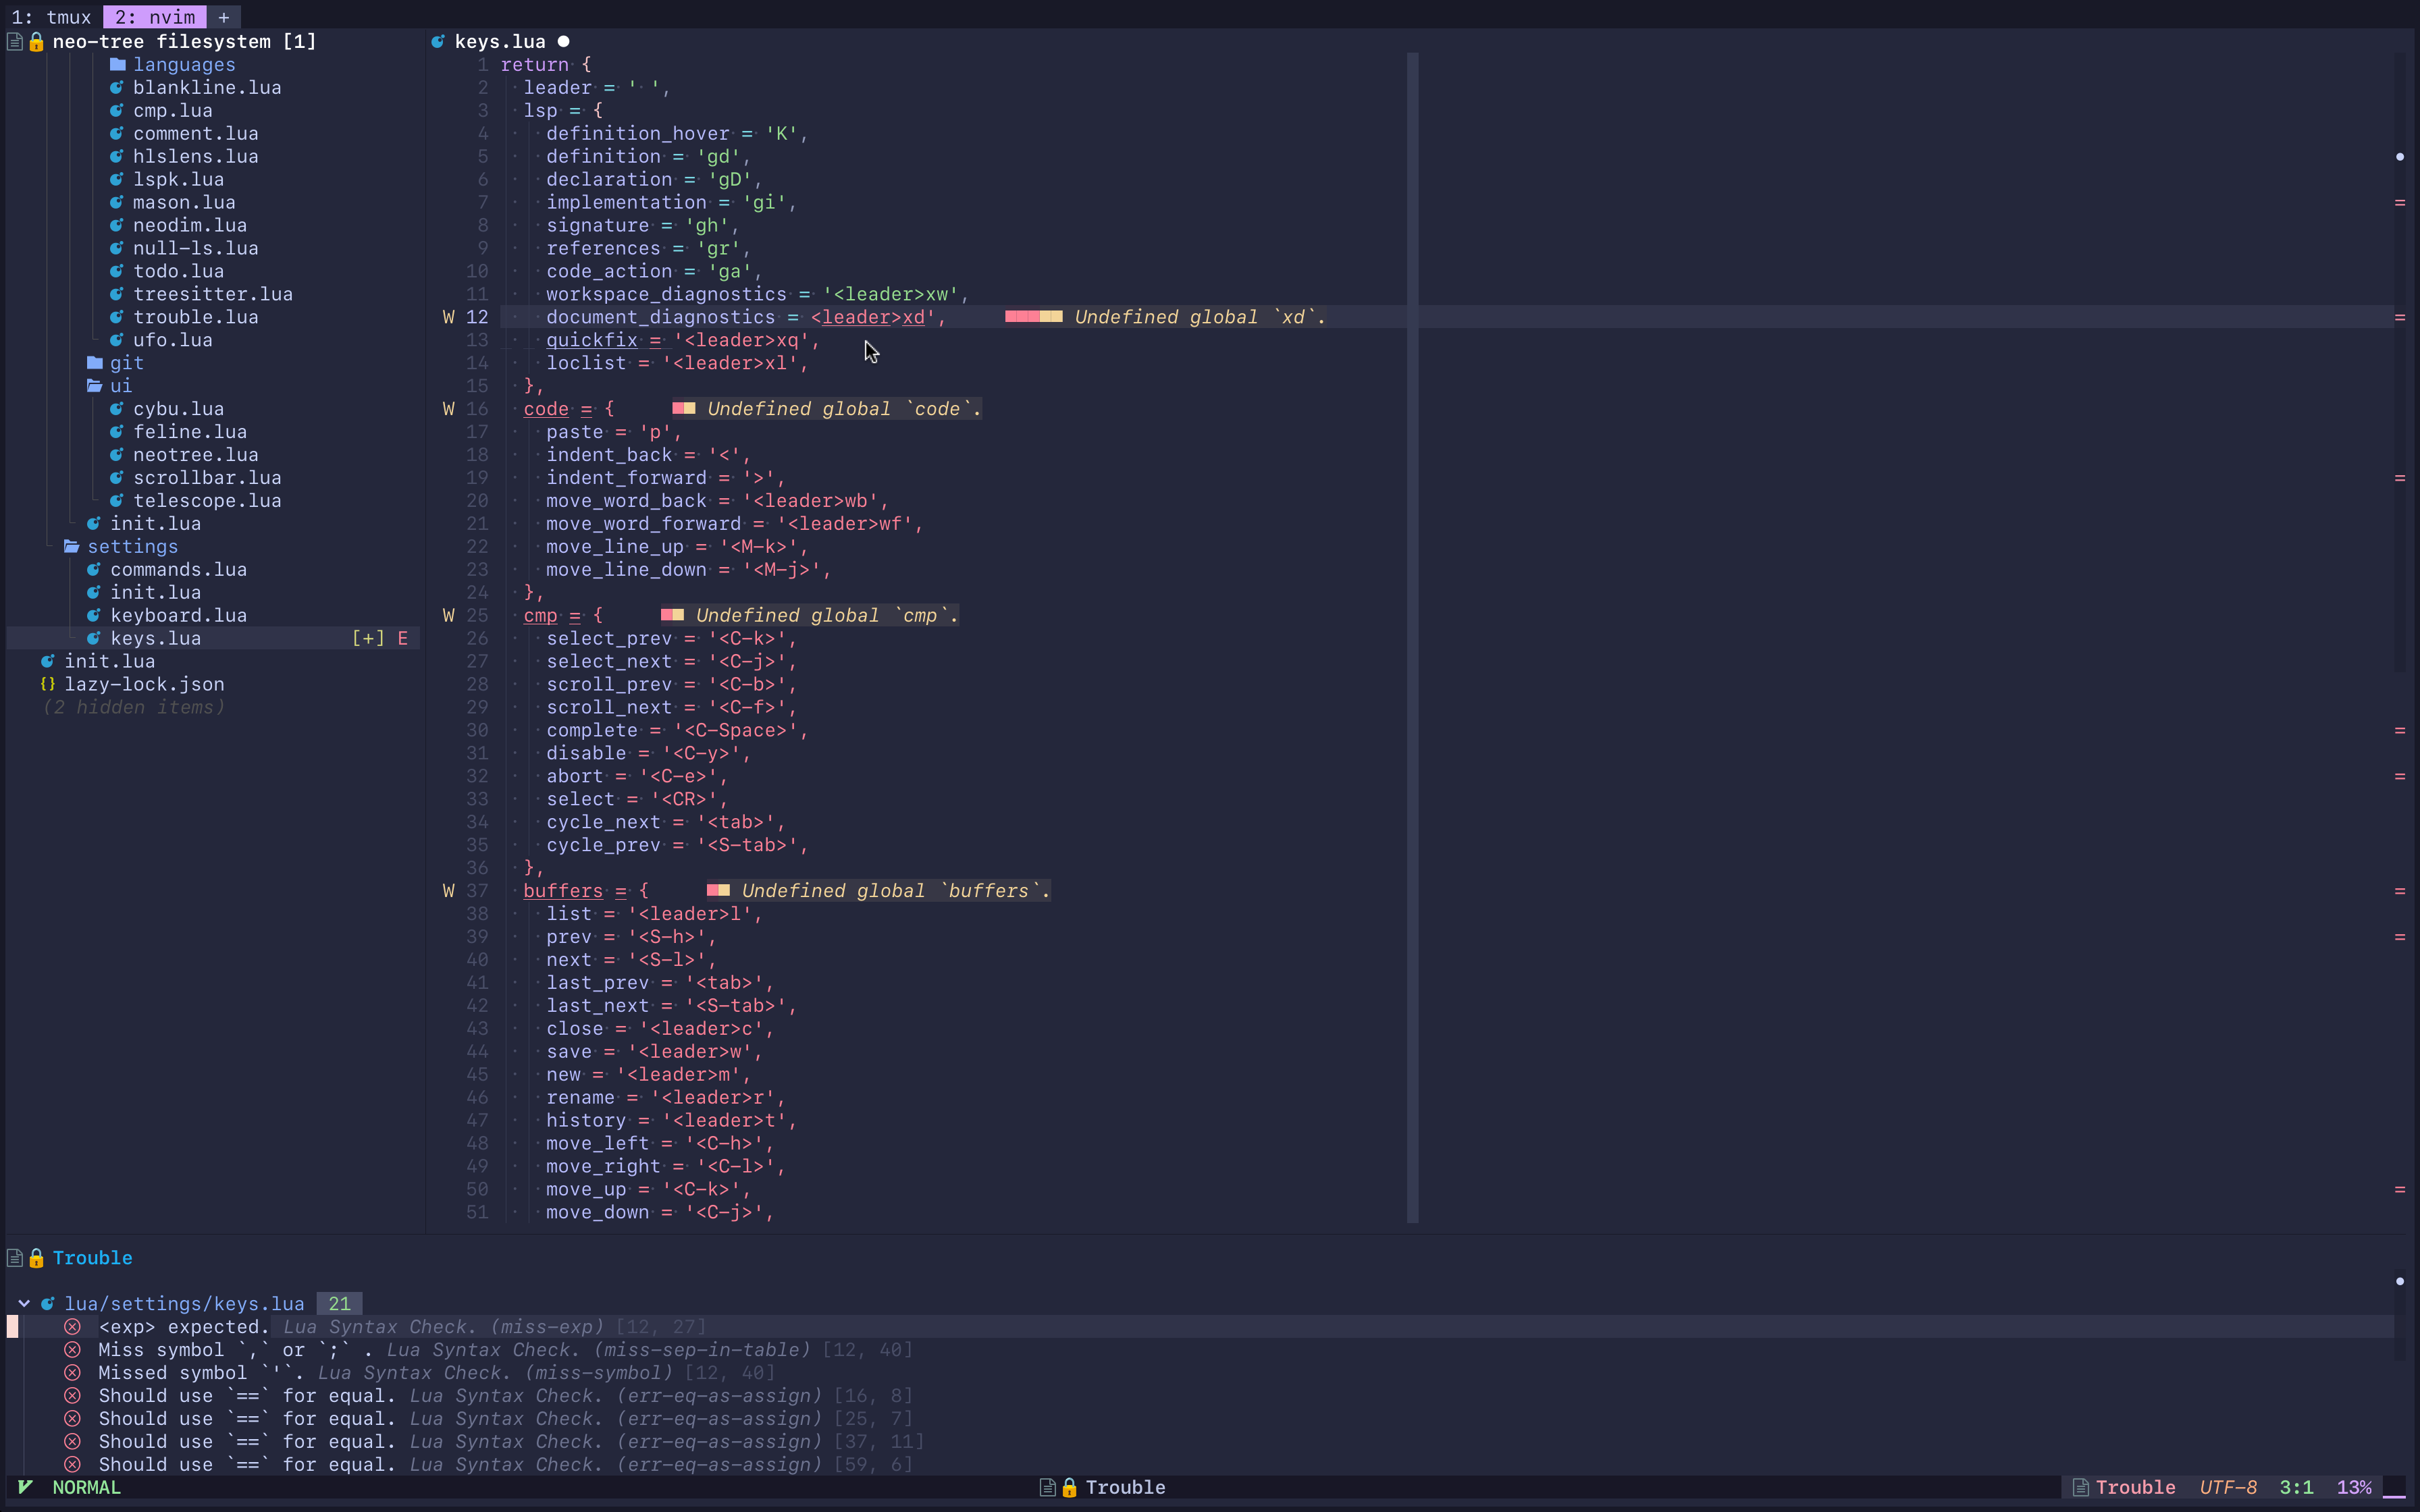 1: tmux 2: nvim +
neo-tree filesystem [1]
languages
blankline.lua
cmp.lua
comment.lua
hlslens.lua
lspk.lua
mason.lua
neodim.lua
null-ls.lua
todo.lua
treesitter.lua
trouble.lua
ufo.lua
git
ui
cybu.lua
feline.lua
neotree.lua
scrollbar.lua
telescope.lua
init.lua
settings
commands.lua
init.lua
keyboard.lua
keys.lua [+] E
init.lua
{} lazy-lock.json
(2 hidden items)
keys.lua ●
1 return {
2 leader = ' ',
3 lsp = {
4 definition_hover = 'K',
5 definition = 'gd',
6 declaration = 'gD',
7 implementation = 'gi',
8 signature = 'gh',
9 references = 'gr',
10 code_action = 'ga',
11 workspace_diagnostics = '<leader>xw',
W 12 document_diagnostics = <leader>xd', Undefined global `xd`.
13 quickfix = '<leader>xq',
14 loclist = '<leader>xl',
15 },
W 16 code = { Undefined global `code`.
17 paste = 'p',
18 indent_back = '<',
19 indent_forward = '>',
20 move_word_back = '<leader>wb',
21 move_word_forward = '<leader>wf',
22 move_line_up = '<M-k>',
23 move_line_down = '<M-j>',
24 },
W 25 cmp = { Undefined global `cmp`.
26 select_prev = '<C-k>',
27 select_next = '<C-j>',
28 scroll_prev = '<C-b>',
29 scroll_next = '<C-f>',
30 complete = '<C-Space>',
31 disable = '<C-y>',
32 abort = '<C-e>',
33 select = '<CR>',
34 cycle_next = '<tab>',
35 cycle_prev = '<S-tab>',
36 },
W 37 buffers = { Undefined global `buffers`.
38 list = '<leader>l',
39 prev = '<S-h>',
40 next = '<S-l>',
41 last_prev = '<tab>',
42 last_next = '<S-tab>',
43 close = '<leader>c',
44 save = '<leader>w',
45 new = '<leader>m',
46 rename = '<leader>r',
47 history = '<leader>t',
48 move_left = '<C-h>',
49 move_right = '<C-l>',
50 move_up = '<C-k>',
51 move_down = '<C-j>',
Trouble
lua/settings/keys.lua 21
<exp> expected. Lua Syntax Check. (miss-exp) [12, 27]
Miss symbol `,` or `;` . Lua Syntax Check. (miss-sep-in-table) [12, 40]
Missed symbol `'`. Lua Syntax Check. (miss-symbol) [12, 40]
Should use `==` for equal. Lua Syntax Check. (err-eq-as-assign) [16, 8]
Should use `==` for equal. Lua Syntax Check. (err-eq-as-assign) [25, 7]
Should use `==` for equal. Lua Syntax Check. (err-eq-as-assign) [37, 11]
Should use `==` for equal. Lua Syntax Check. (err-eq-as-assign) [59, 6]
NORMAL Trouble Trouble UTF-8 3:1 13%